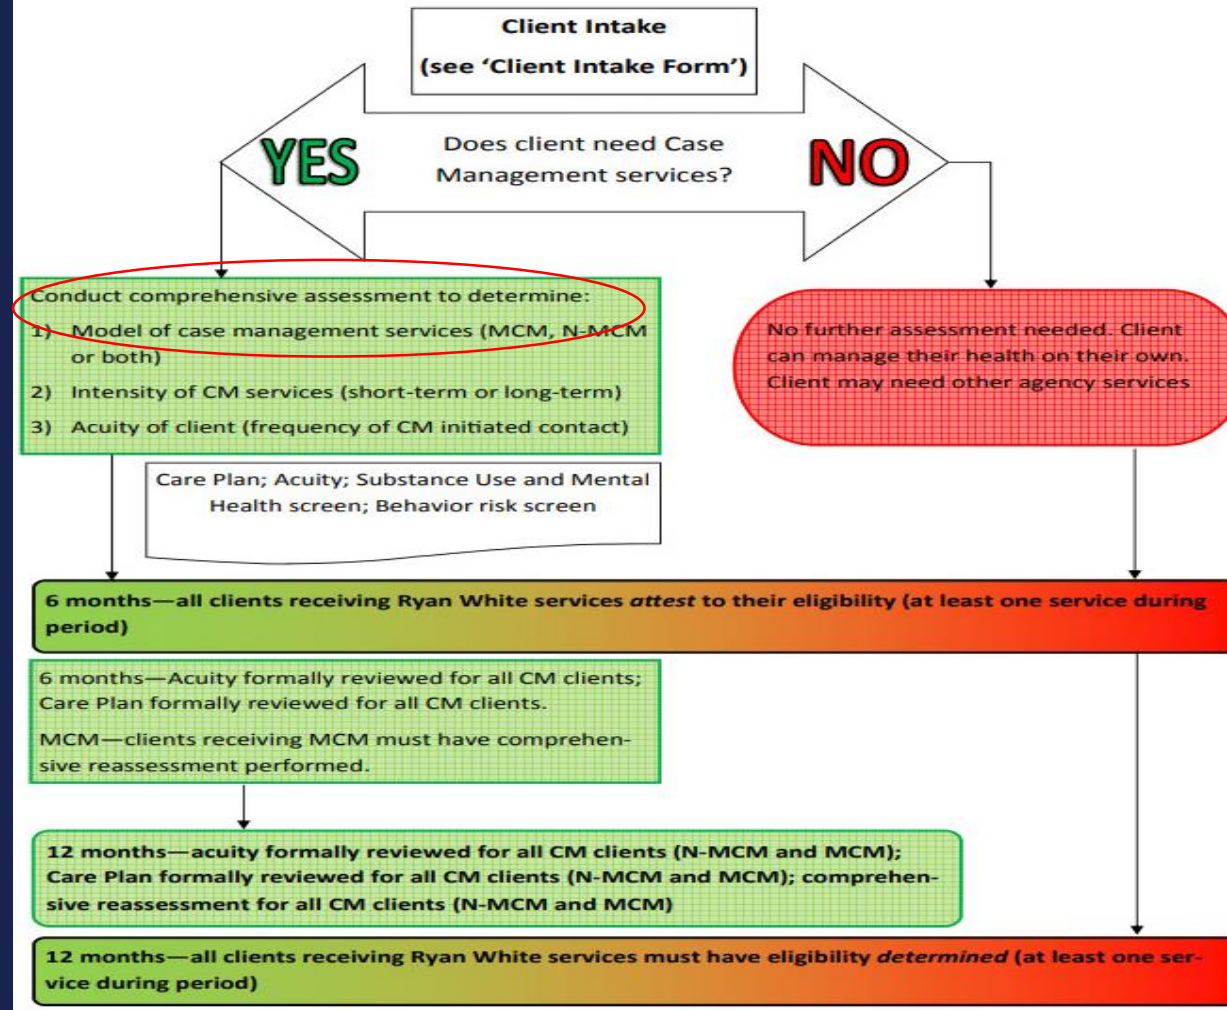 Client Intake
(see ‘Client Intake Form’)
YES
Does client need Case
Management services?
NO
Conduct comprehensive assessment to determine:
1) Model of case management services (MCM, N-MCM
or both)
2) Intensity of CM services (short-term or long-term)
3) Acuity of client (frequency of CM initiated contact)
No further assessment needed. Client
can manage their health on their own.
Client may need other agency services
Care Plan; Acuity; Substance Use and Mental
Health screen; Behavior risk screen
6 months—all clients receiving Ryan White services attest to their eligibility (at least one service during
period)
6 months—Acuity formally reviewed for all CM clients;
Care Plan formally reviewed for all CM clients.
MCM—clients receiving MCM must have comprehen-
sive reassessment performed.
12 months—acuity formally reviewed for all CM clients (N-MCM and MCM);
Care Plan formally reviewed for all CM clients (N-MCM and MCM); comprehen-
sive reassessment for all CM clients (N-MCM and MCM)
12 months—all clients receiving Ryan White services must have eligibility determined (at least one ser-
vice during period)